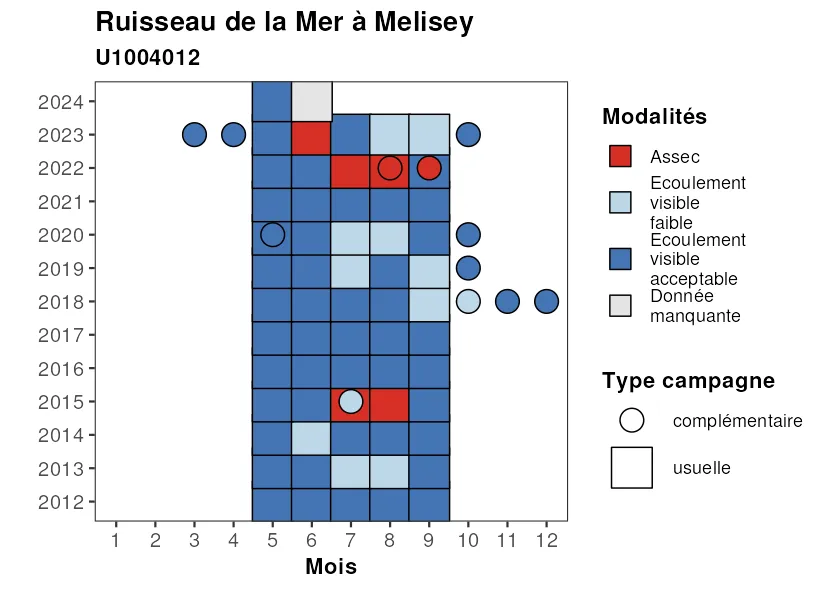 Ruisseau de la Mer à Melisey
U1004012
2024
2023
2022
2021
2020
2019
2018
2017
2016
2015
2014
2013
2012
1 2 3 4 5 6 7 8 9 10 11 12
Mois
Modalités
Assec
Ecoulement
visible
faible
Ecoulement
visible
acceptable
Donnée
manquante
Type campagne
complémentaire
usuelle